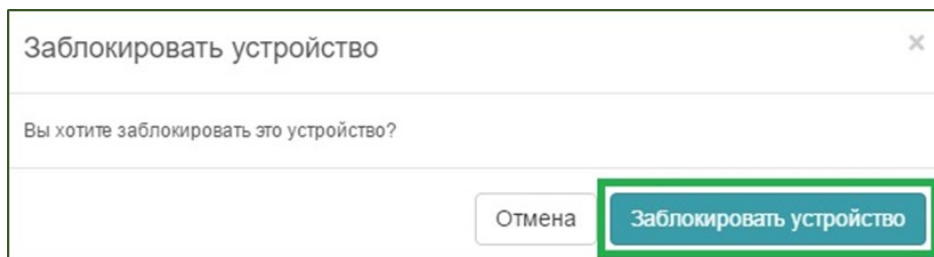 Заблокировать устройство
×
Вы хотите заблокировать это устройство?
Отмена
Заблокировать устройство